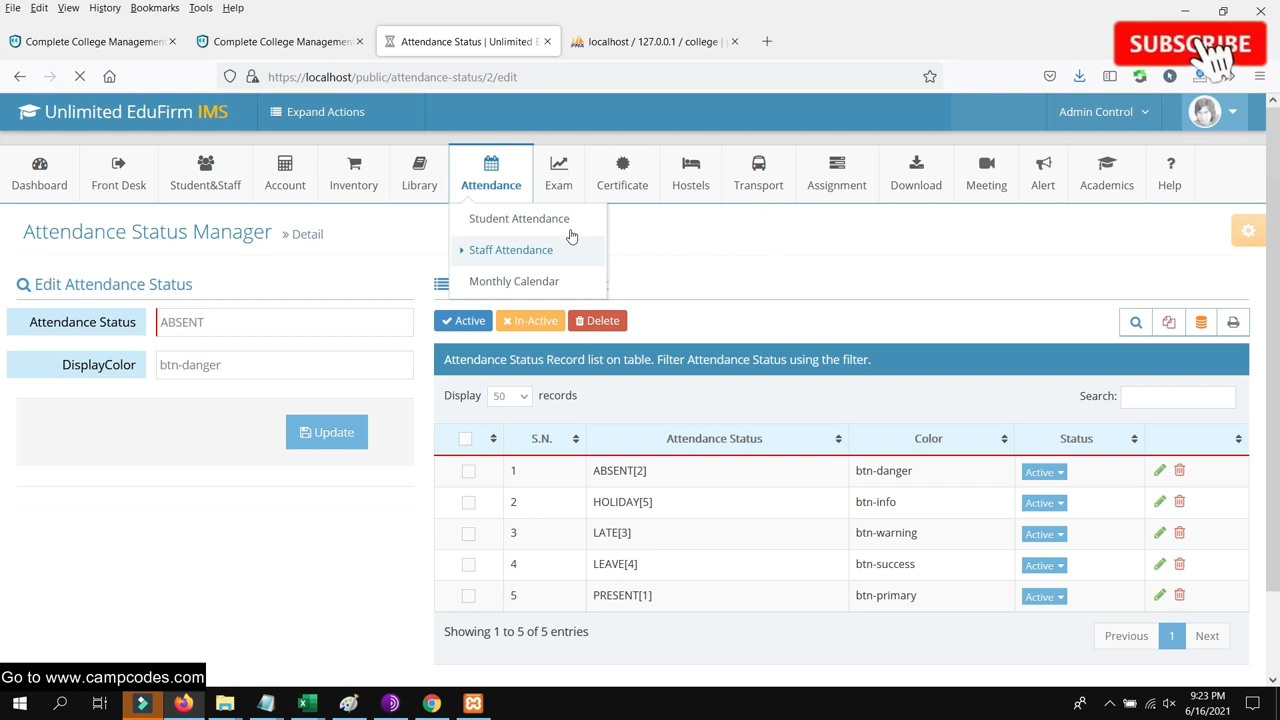 File Edit View History Bookmarks Tools Help
Complete College Management
Complete College Management
Attendance Status | Unlimited E
localhost / 127.0.0.1 / college |
SUBSCRIBE
https://localhost/public/attendance-status/2/edit
Unlimited EduFirm IMS
Expand Actions
Admin Control
Dashboard
Front Desk
Student&Staff
Account
Inventory
Library
Attendance
Exam
Certificate
Hostels
Transport
Assignment
Download
Meeting
Alert
Academics
Help
Student Attendance
Staff Attendance
Monthly Calendar
Attendance Status Manager » Detail
Edit Attendance Status
Attendance Status ABSENT
DisplayColor btn-danger
Update
Active In-Active Delete
Attendance Status Record list on table. Filter Attendance Status using the filter.
Display 50 records Search:
S.N. Attendance Status Color Status
1 ABSENT[2] btn-danger Active
2 HOLIDAY[5] btn-info Active
3 LATE[3] btn-warning Active
4 LEAVE[4] btn-success Active
5 PRESENT[1] btn-primary Active
Showing 1 to 5 of 5 entries Previous 1 Next
Go to www.campcodes.com
9:23 PM
6/16/2021